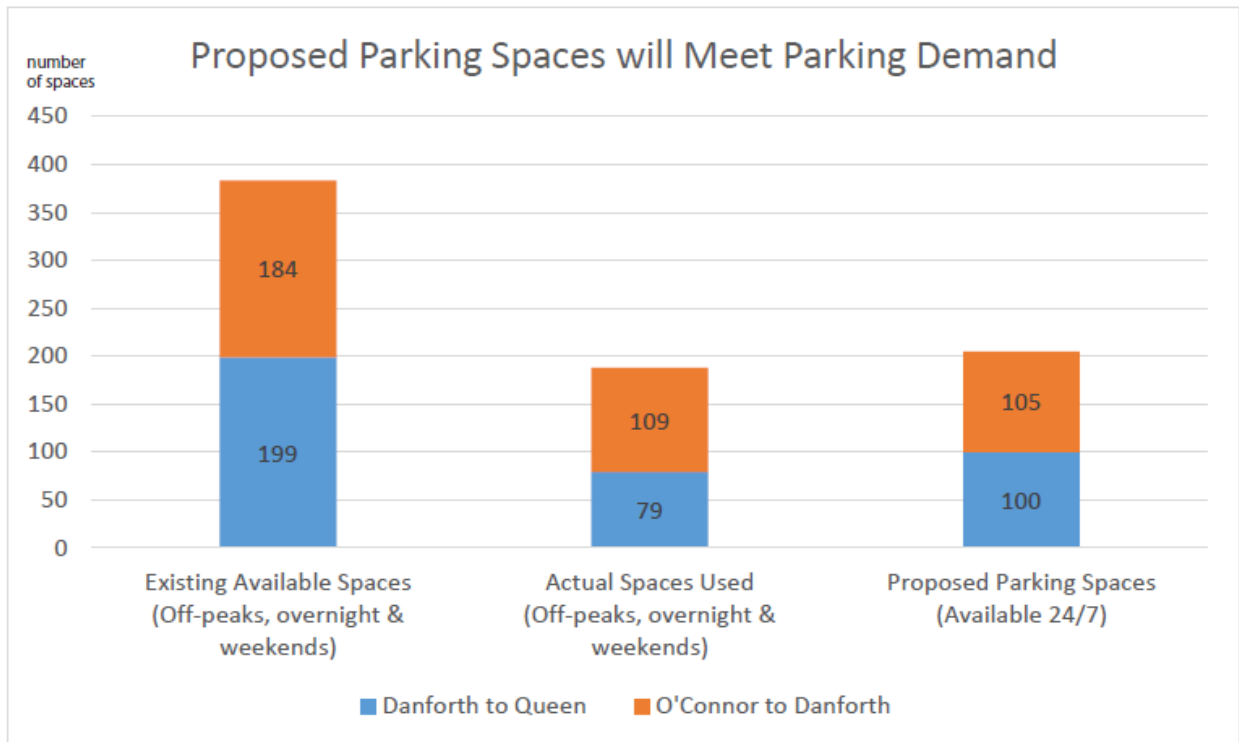 number
of spaces
Proposed Parking Spaces will Meet Parking Demand
450
400
350
300
250
200
150
100
50
0
184
199
109
79
105
100
Existing Available Spaces
(Off-peaks, overnight &
weekends)
Actual Spaces Used
(Off-peaks, overnight &
weekends)
Proposed Parking Spaces
(Available 24/7)
Danforth to Queen
O'Connor to Danforth